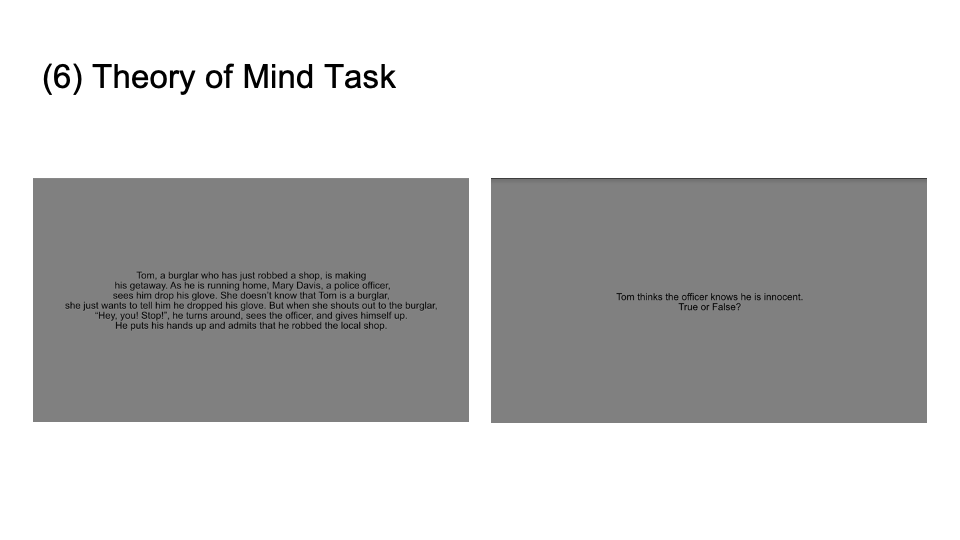 (6) Theory of Mind Task
Tom, a burglar who has just robbed a shop, is making
his getaway. As he is running home, Mary Davis, a police officer,
sees him drop his glove. She doesn’t know that Tom is a burglar,
she just wants to tell him he dropped his glove. But when she shouts out to the burglar,
“Hey, you! Stop!”, he turns around, sees the officer, and gives himself up.
He puts his hands up and admits that he robbed the local shop.
Tom thinks the officer knows he is innocent.
True or False?